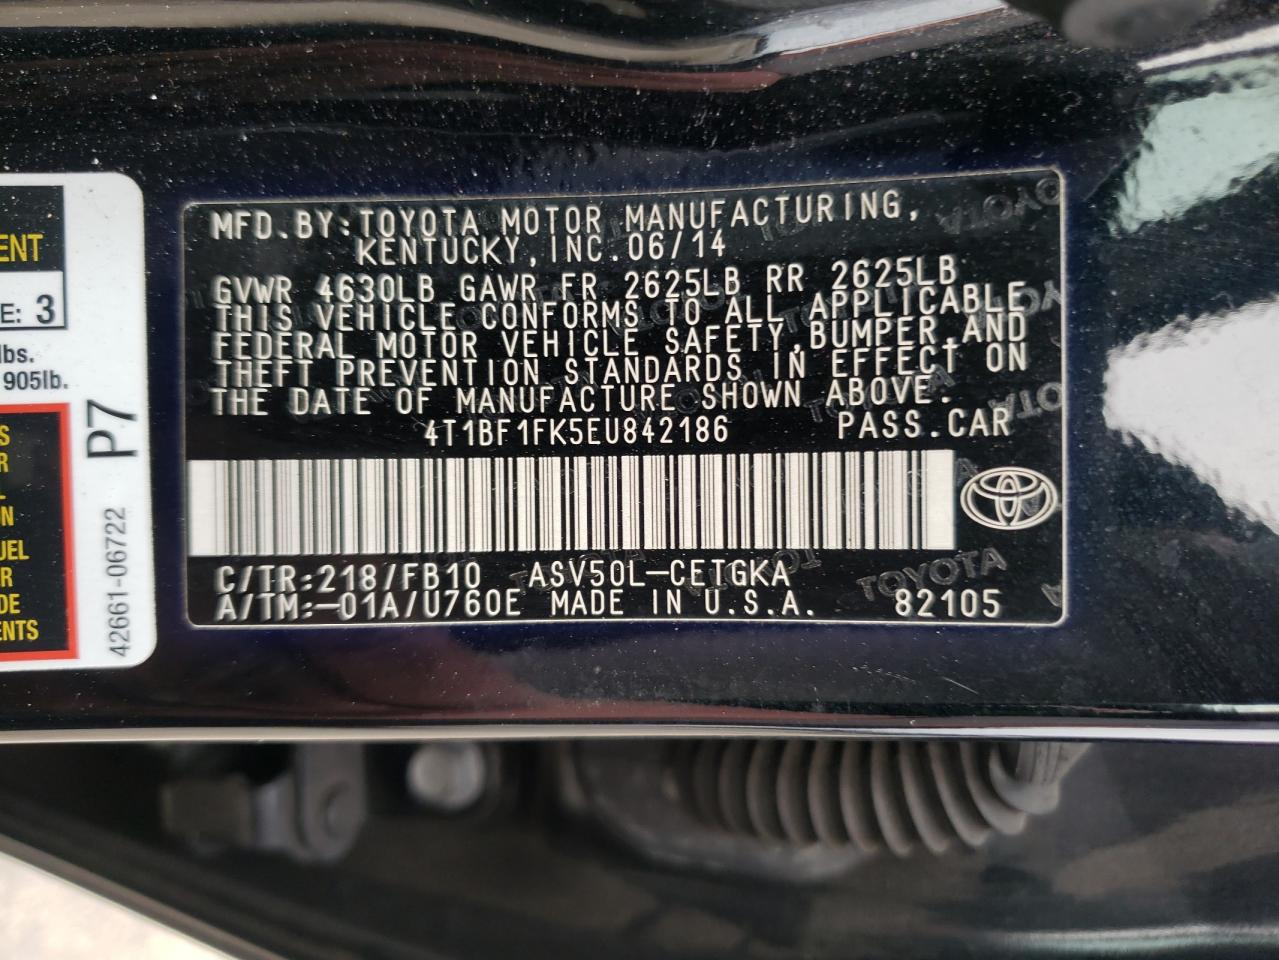 MFD.BY:TOYOTA MOTOR MANUFACTURING,
KENTUCKY,INC.06/14
GVWR 4630LB GAWR FR 2625LB RR 2625LB
THIS VEHICLE CONFORMS TO ALL APPLICABLE
FEDERAL MOTOR VEHICLE SAFETY,BUMPER,AND
THEFT PREVENTION STANDARDS IN EFFECT ON
THE DATE OF MANUFACTURE SHOWN ABOVE.
4T1BF1FK5EU842186 PASS.CAR
C/TR:218/FB10 ASV50L-CETGKA
A/TM:-01A/U760E MADE IN U.S.A. 82105
TOYOTA
E: 3
lbs.
905lb.
P7
42661-06722